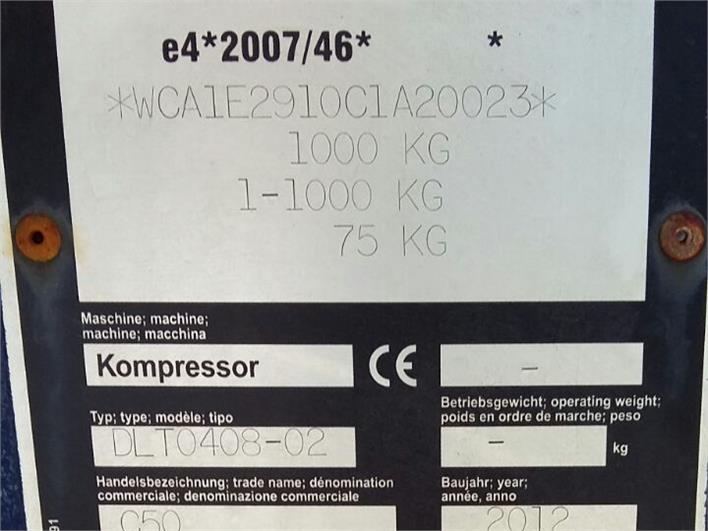 e4*2007/46* *
*WCA1E2910C1A20023*
1000 KG
1-1000 KG
75 KG
Maschine; machine;
machine; macchina
Kompressor CE –
Typ; type; modèle; tipo
DLT0408-02
Betriebsgewicht; operating weight;
poids en ordre de marche; peso
– kg
Handelsbezeichnung; trade name; dénomination
commerciale; denominazione commerciale
C50
Baujahr; year;
année, anno
2012
91